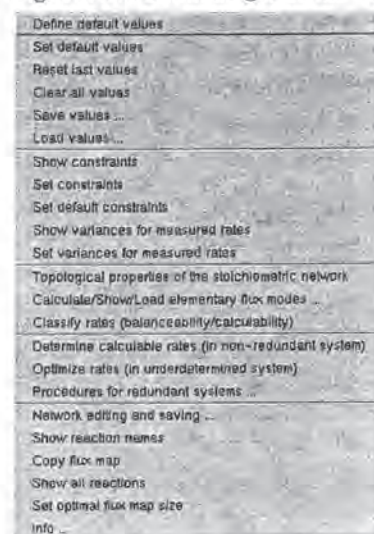 Define default values
Set default values
Reset last values
Clear all values
Save values ...
Load values ...
Show constraints
Set constraints
Set default constraints
Show variances for measured rates
Set variances for measured rates
Topological properties of the stoichiometric network
Calculate/Show/Load elementary flux modes ...
Classify rates (balanceability/calculability)
Determine calculable rates (in non-redundant system)
Optimize rates (in underdetermined system)
Procedures for redundant systems ...
Network editing and saving ...
Show reaction names
Copy flux map
Show all reactions
Set optimal flux map size
Info ...